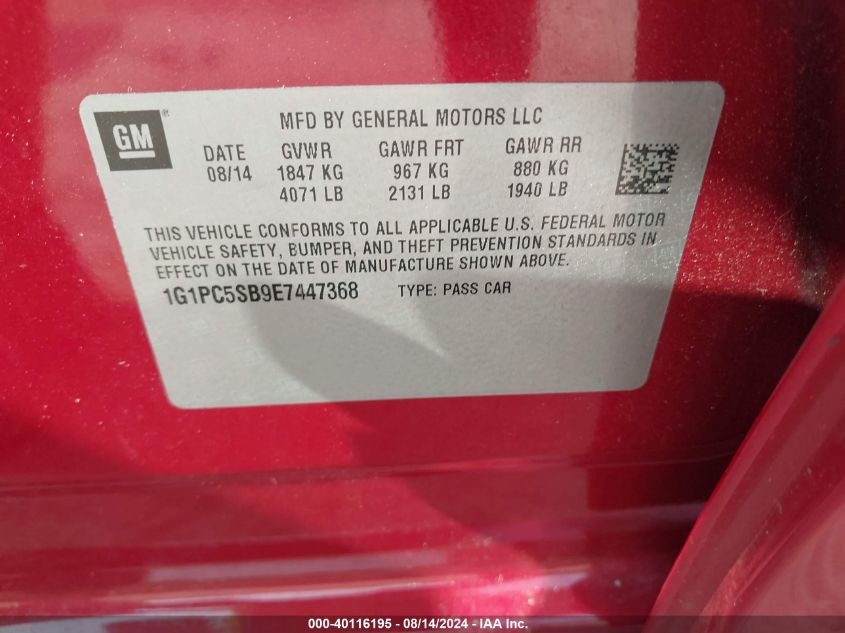 GM®
MFD BY GENERAL MOTORS LLC
DATE GVWR GAWR FRT GAWR RR
08/14 1847 KG 967 KG 880 KG
4071 LB 2131 LB 1940 LB
THIS VEHICLE CONFORMS TO ALL APPLICABLE U.S. FEDERAL MOTOR
VEHICLE SAFETY, BUMPER, AND THEFT PREVENTION STANDARDS IN
EFFECT ON THE DATE OF MANUFACTURE SHOWN ABOVE.
1G1PC5SB9E7447368 TYPE: PASS CAR
000-40116195 - 08/14/2024 - IAA Inc.